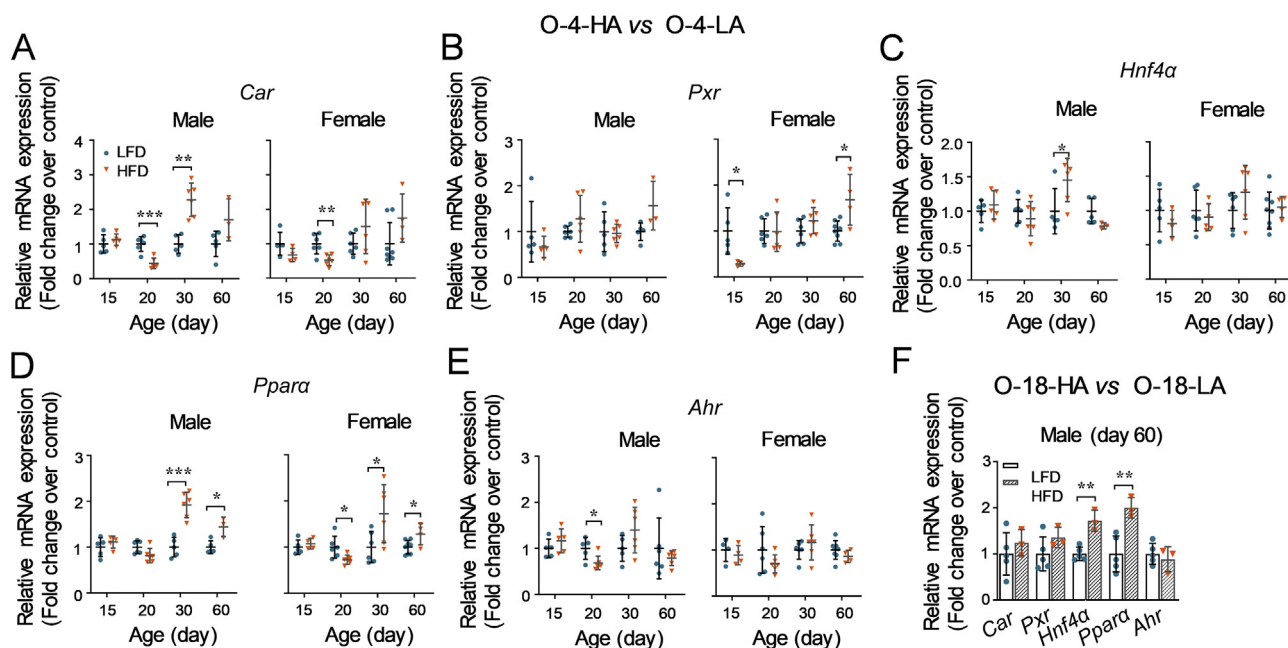 O-4-HA vs O-4-LA
A
Car
Relative mRNA expression
(Fold change over control)
Male
Female
LFD
HFD
4
3
2
1
0
***
**
**
15 20 30 60
15 20 30 60
Age (day)
Age (day)
B
Pxr
Relative mRNA expression
(Fold change over control)
Male
Female
3
2
1
0
*
*
15 20 30 60
15 20 30 60
Age (day)
Age (day)
C
Hnf4α
Relative mRNA expression
(Fold change over control)
Male
Female
2.0
1.5
1.0
0.5
0.0
*
15 20 30 60
15 20 30 60
Age (day)
Age (day)
D
Pparα
Relative mRNA expression
(Fold change over control)
Male
Female
3
2
1
0
***
*
*
*
*
15 20 30 60
15 20 30 60
Age (day)
Age (day)
E
Ahr
Relative mRNA expression
(Fold change over control)
Male
Female
3
2
1
0
*
15 20 30 60
15 20 30 60
Age (day)
Age (day)
F
O-18-HA vs O-18-LA
Relative mRNA expression
(Fold change over control)
Male (day 60)
LFD
HFD
3
2
1
0
**
**
Car Pxr Hnf4α Pparα Ahr